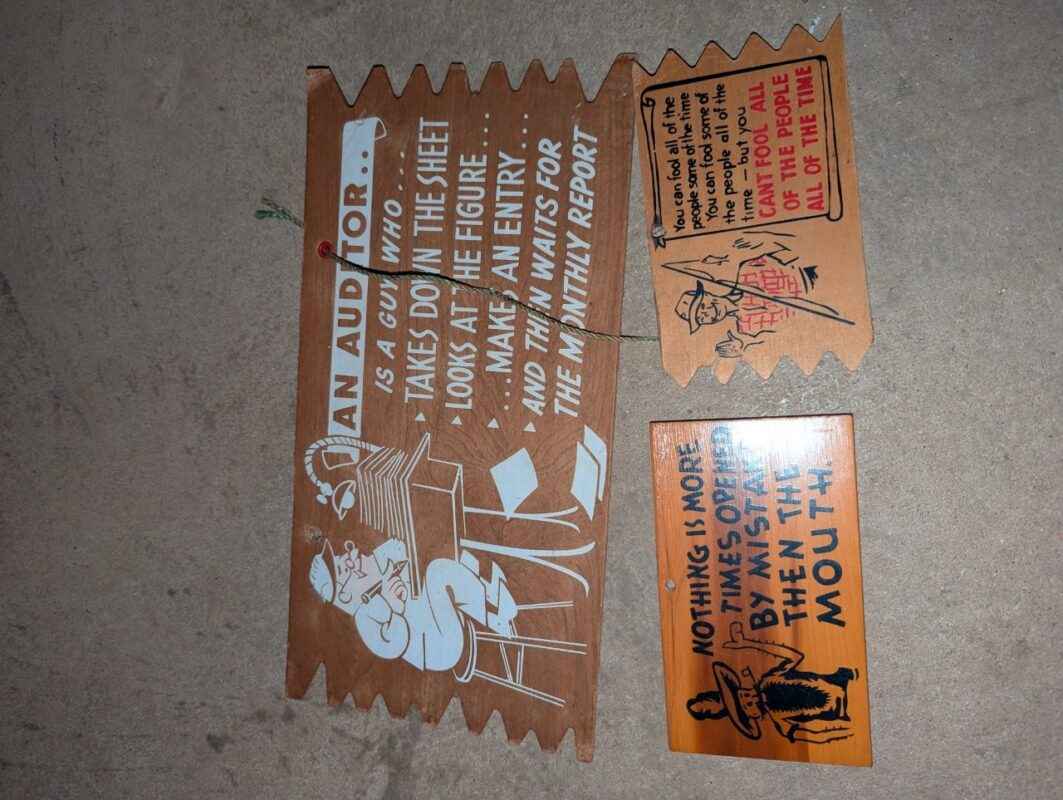 AN AUDITOR...
IS A GUY WHO....
TAKES DOWN THE SHEET
LOOKS AT THE FIGURE...
...MAKES AN ENTRY...
AND THEN WAITS FOR
THE MONTHLY REPORT
You can fool all of the
people some of the time
You can fool some of
the people all of the
time – but you
CANT FOOL ALL
OF THE PEOPLE
ALL OF THE TIME
NOTHING IS MORE
TIMES OPENED
BY MISTAKE
THEN THE
MOUTH.